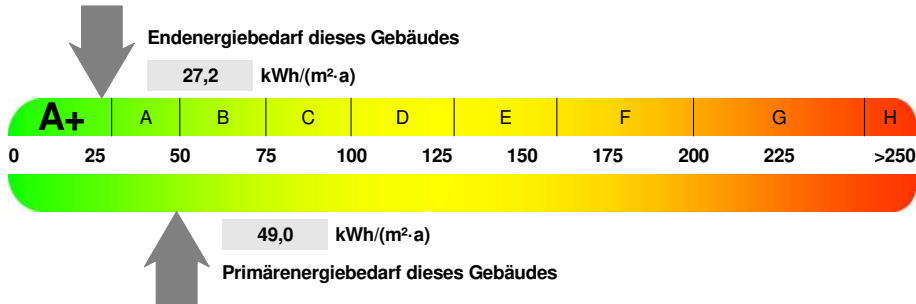 Endenergiebedarf dieses Gebäudes
27,2 kWh/(m²·a)
A+ A B C D E F G H
0 25 50 75 100 125 150 175 200 225 >250
49,0 kWh/(m²·a)
Primärenergiebedarf dieses Gebäudes